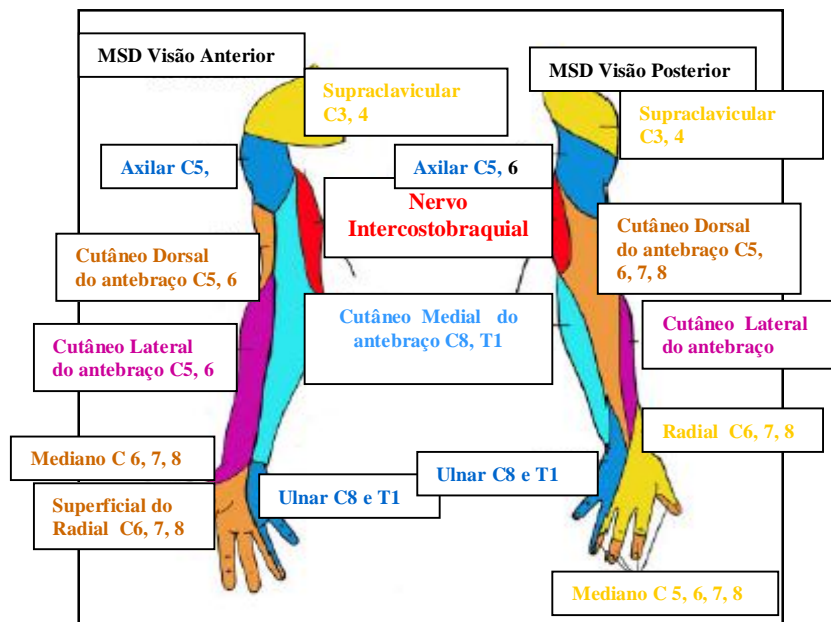 MSD Visão Anterior
MSD Visão Posterior
Supraclavicular
C3, 4
Supraclavicular
C3, 4
Axilar C5,
Axilar C5, 6
Nervo
Intercostobraquial
Cutâneo Dorsal
do antebraço C5, 6
Cutâneo Dorsal
do antebraço C5,
6, 7, 8
Cutâneo Medial do
antebraço C8, T1
Cutâneo Lateral
do antebraço C5, 6
Cutâneo Lateral
do antebraço
Radial C6, 7, 8
Mediano C 6, 7, 8
Ulnar C8 e T1
Ulnar C8 e T1
Superficial do
Radial C6, 7, 8
Mediano C 5, 6, 7, 8